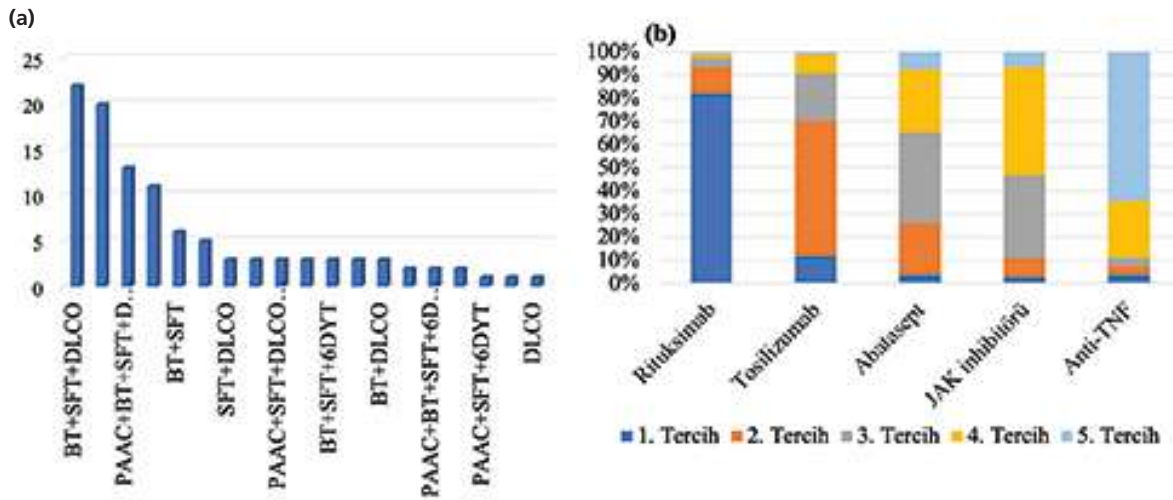 (a)
25
20
15
10
5
0
BT+SFT+DLCO
PAAC+BT+SFT+D..
BT+SFT
SFT+DLCO
PAAC+SFT+DLCO..
BT+SFT+6DYT
BT+DLCO
PAAC+BT+SFT+6D..
PAAC+SFT+6DYT
DLCO
(b)
100%
90%
80%
70%
60%
50%
40%
30%
20%
10%
0%
Rituksimab
Tosilizumab
Abatasept
JAK inhibitörü
Anti-TNF
1. Tercih 2. Tercih 3. Tercih 4. Tercih 5. Tercih